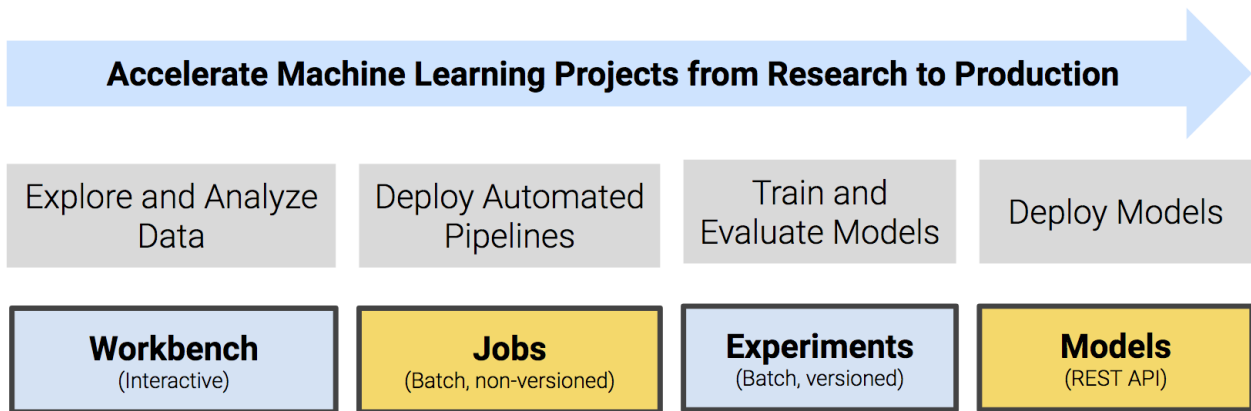 Accelerate Machine Learning Projects from Research to Production
Explore and Analyze
Data
Deploy Automated
Pipelines
Train and
Evaluate Models
Deploy Models
Workbench
(Interactive)
Jobs
(Batch, non-versioned)
Experiments
(Batch, versioned)
Models
(REST API)